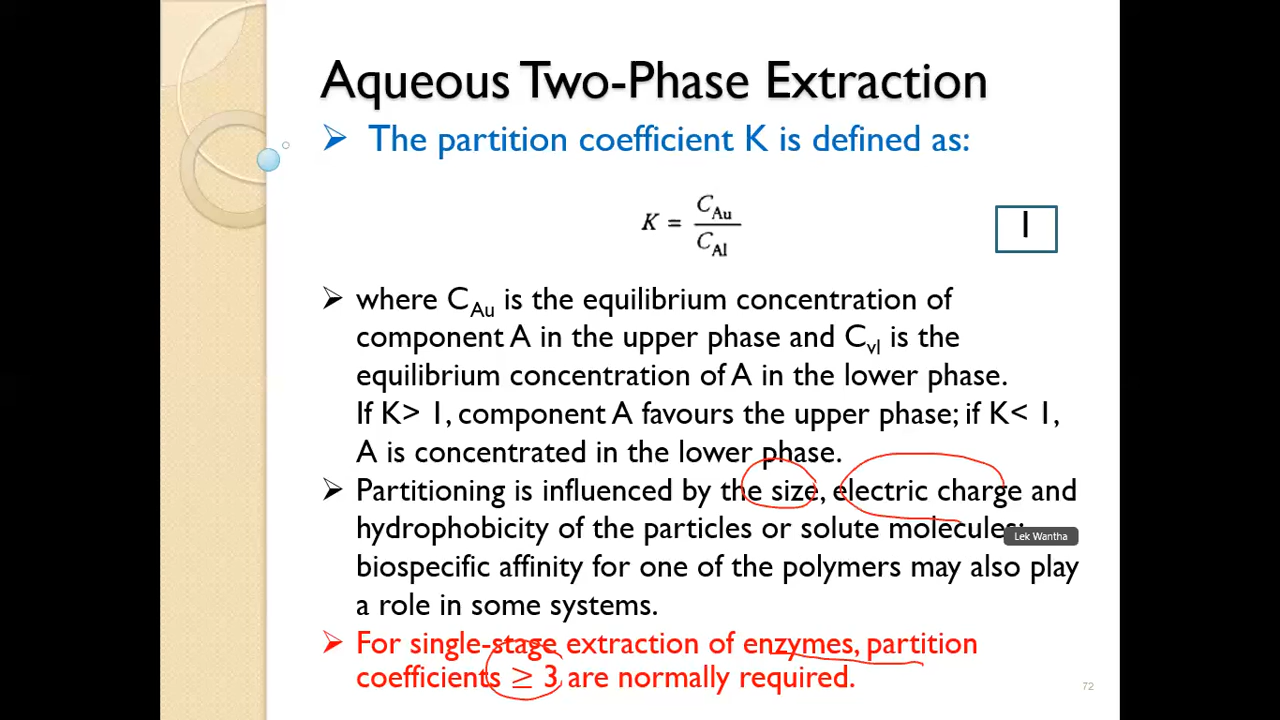 Aqueous Two-Phase Extraction
➢ The partition coefficient K is defined as:
K = C_Au / C_Al
1
➢ where C_Au is the equilibrium concentration of
component A in the upper phase and C_vl is the
equilibrium concentration of A in the lower phase.
If K> 1, component A favours the upper phase; if K< 1,
A is concentrated in the lower phase.
➢ Partitioning is influenced by the size, electric charge and
hydrophobicity of the particles or solute molecules;
Lek Wantha
biospecific affinity for one of the polymers may also play
a role in some systems.
➢ For single-stage extraction of enzymes, partition
coefficients ≥ 3 are normally required.
72